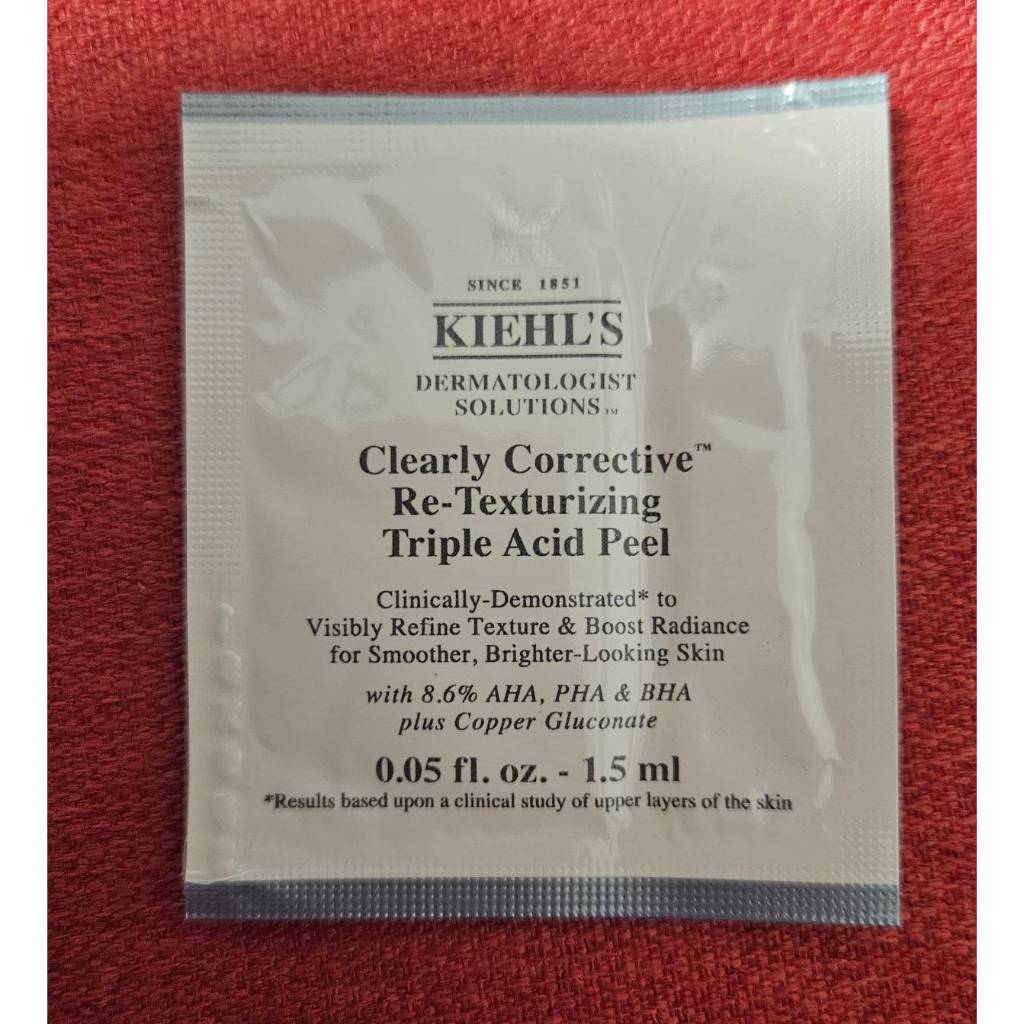 SINCE 1851
KIEHL'S
DERMATOLOGIST
SOLUTIONS™
Clearly Corrective™
Re-Texturizing
Triple Acid Peel
Clinically-Demonstrated* to
Visibly Refine Texture & Boost Radiance
for Smoother, Brighter-Looking Skin
with 8.6% AHA, PHA & BHA
plus Copper Gluconate
0.05 fl. oz. - 1.5 ml
*Results based upon a clinical study of upper layers of the skin